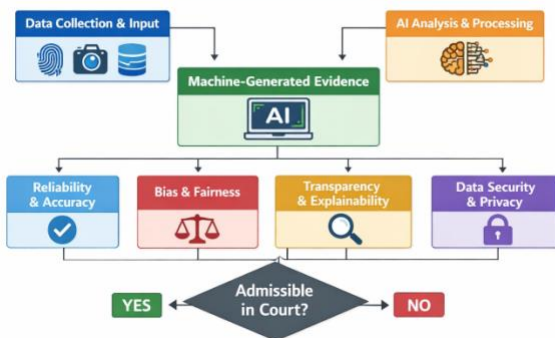 Data Collection & Input
AI Analysis & Processing
Machine-Generated Evidence
AI
Reliability
& Accuracy
Bias & Fairness
Transparency
& Explainability
Data Security
& Privacy
YES
Admissible
in Court?
NO